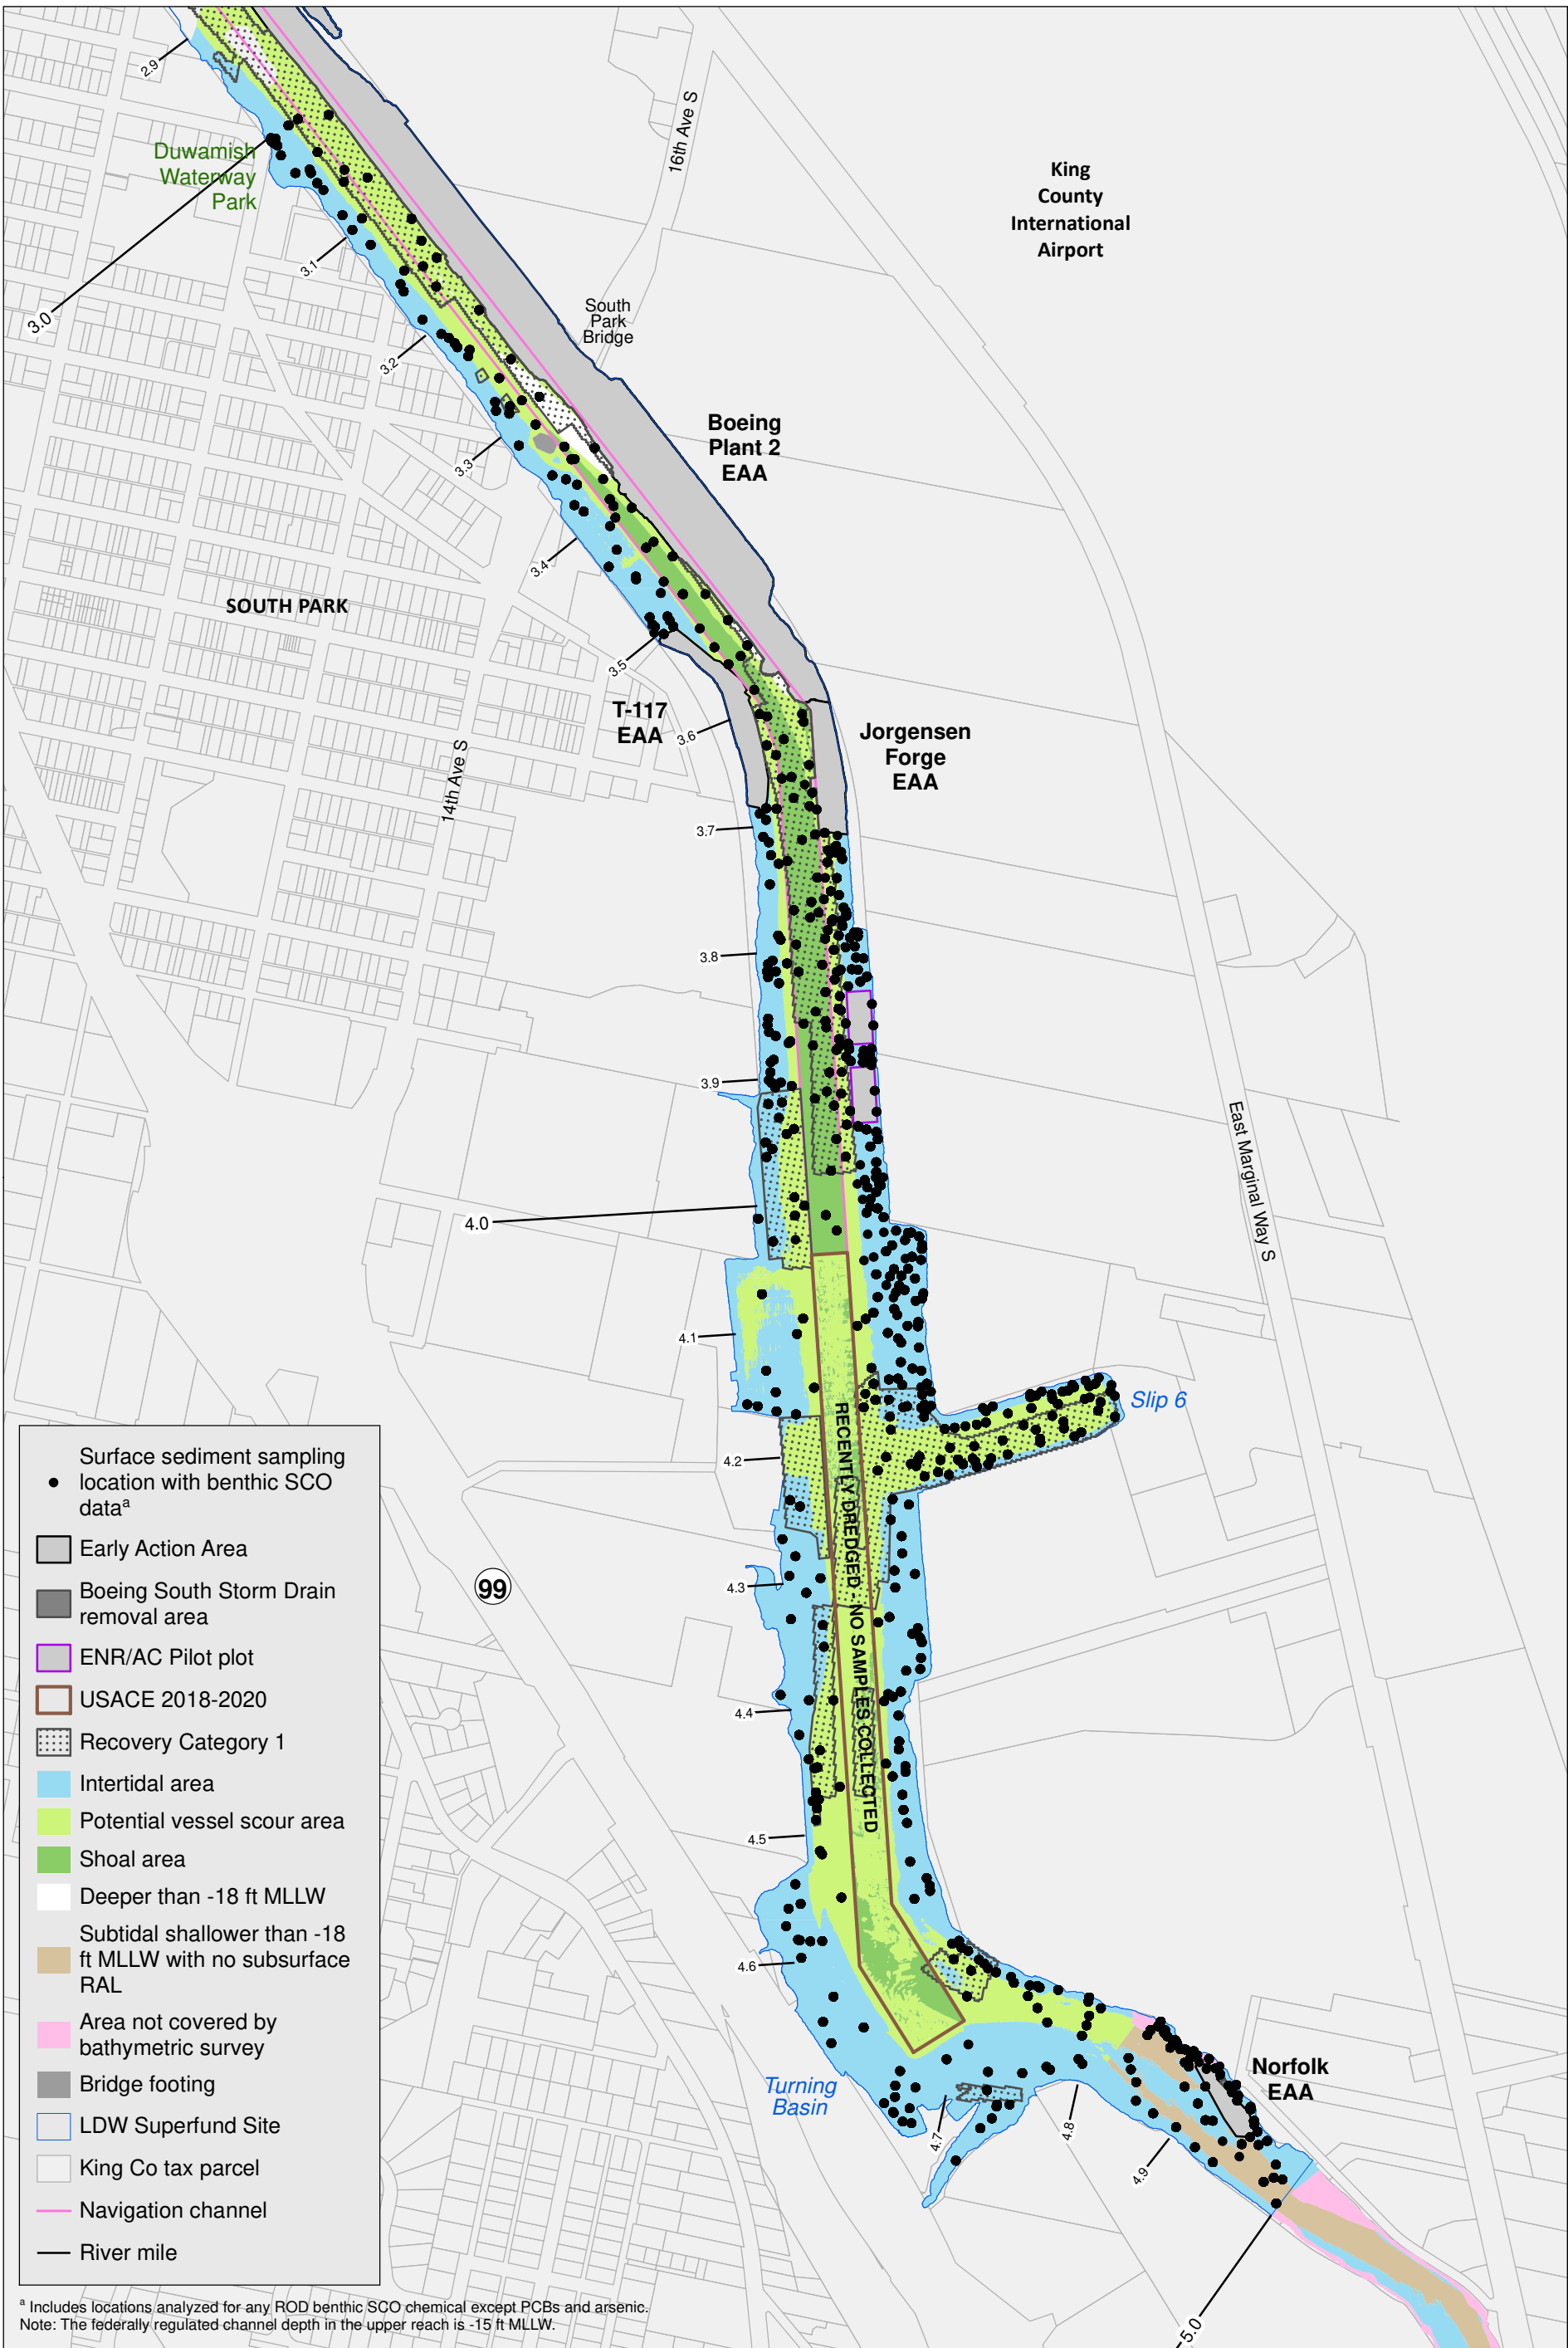 2.9
Duwamish
Waterway
Park
16th Ave S
King
County
International
Airport
3.0
3.1
South
Park
Bridge
3.2
Boeing
Plant 2
EAA
3.3
3.4
SOUTH PARK
3.5
T-117
EAA
3.6
Jorgensen
Forge
EAA
14th Ave S
3.7
3.8
3.9
East Marginal Way S
4.0
4.1
Slip 6
RECENTLY DREDGED - NO SAMPLES COLLECTED
4.2
99
4.3
4.4
4.5
4.6
Turning
Basin
4.7
4.8
4.9
Norfolk
EAA
5.0
Surface sediment sampling
location with benthic SCO
dataᵃ
Early Action Area
Boeing South Storm Drain
removal area
ENR/AC Pilot plot
USACE 2018-2020
Recovery Category 1
Intertidal area
Potential vessel scour area
Shoal area
Deeper than -18 ft MLLW
Subtidal shallower than -18
ft MLLW with no subsurface
RAL
Area not covered by
bathymetric survey
Bridge footing
LDW Superfund Site
King Co tax parcel
Navigation channel
River mile
ᵃ Includes locations analyzed for any ROD benthic SCO chemical except PCBs and arsenic.
Note: The federally regulated channel depth in the upper reach is -15 ft MLLW.